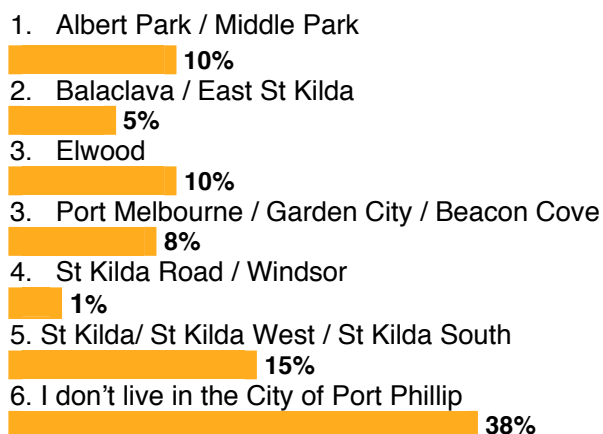 1. Albert Park / Middle Park
10%
2. Balaclava / East St Kilda
5%
3. Elwood
10%
3. Port Melbourne / Garden City / Beacon Cove
8%
4. St Kilda Road / Windsor
1%
5. St Kilda/ St Kilda West / St Kilda South
15%
6. I don’t live in the City of Port Phillip
38%